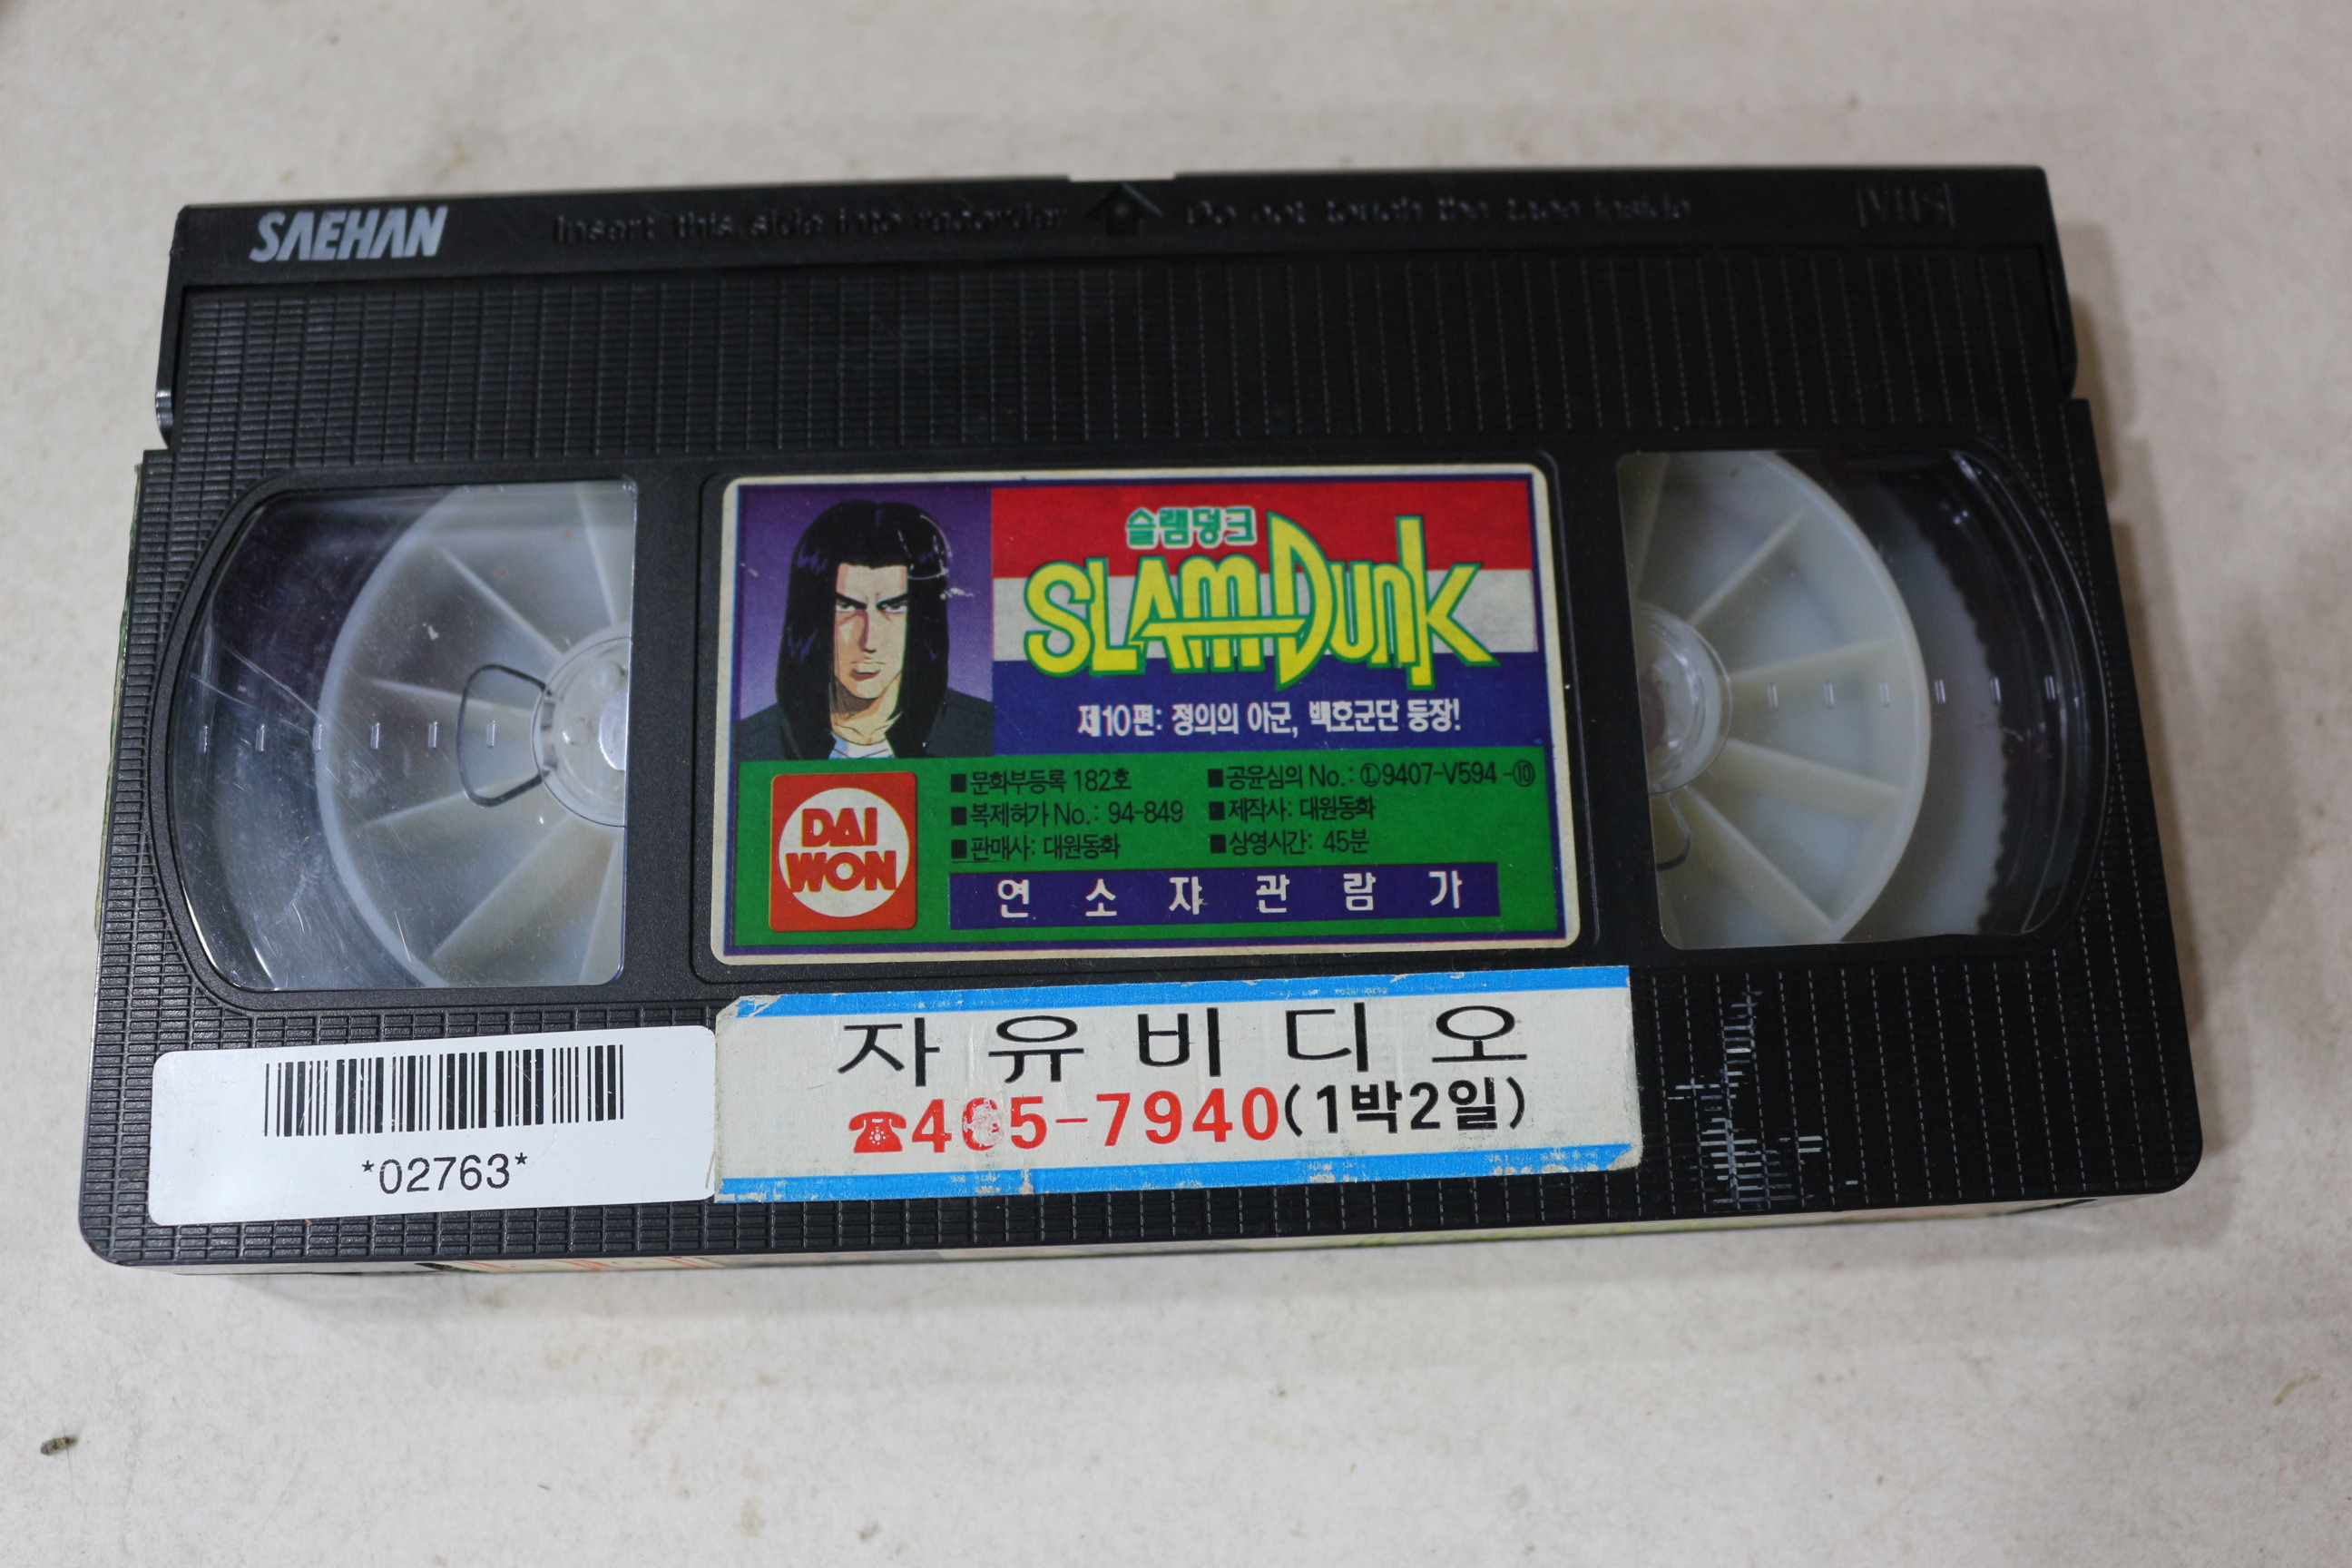 SAEHAN
Insert this side into recorder
Do not touch the tape inside
VHS
슬램덩크
SLAM DUNK
제10편: 정의의 아군, 백호군단 등장!
DAI WON
■문화부등록 182호
■공윤심의 No.: Ⓛ9407-V594-⑩
■복제허가 No.: 94-849
■제작사: 대원동화
■판매사: 대원동화
■상영시간: 45분
연소자관람가
자유비디오
☎465-7940(1박2일)
*02763*